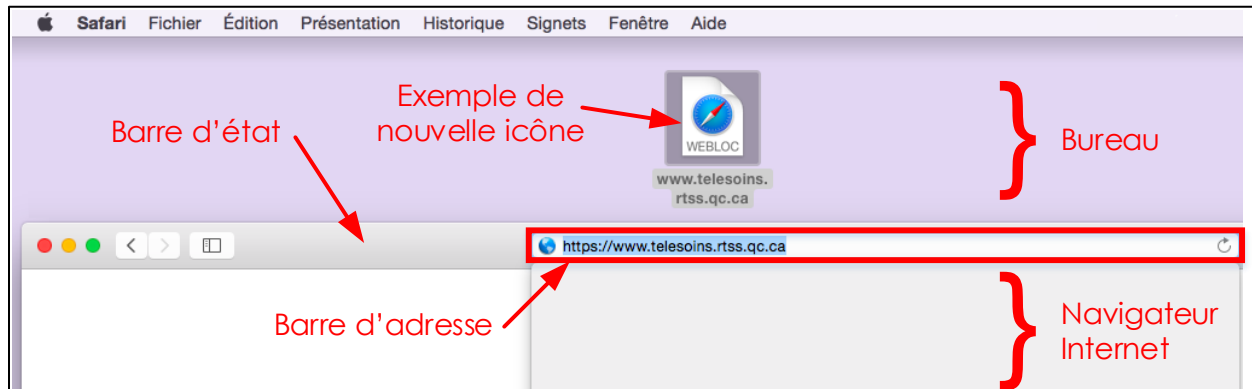 Safari Fichier Édition Présentation Historique Signets Fenêtre Aide
Exemple de
nouvelle icône
Barre d'état
WEBLOC
www.telesoins.
rtss.qc.ca
Bureau
https://www.telesoins.rtss.qc.ca
Barre d'adresse
Navigateur
Internet